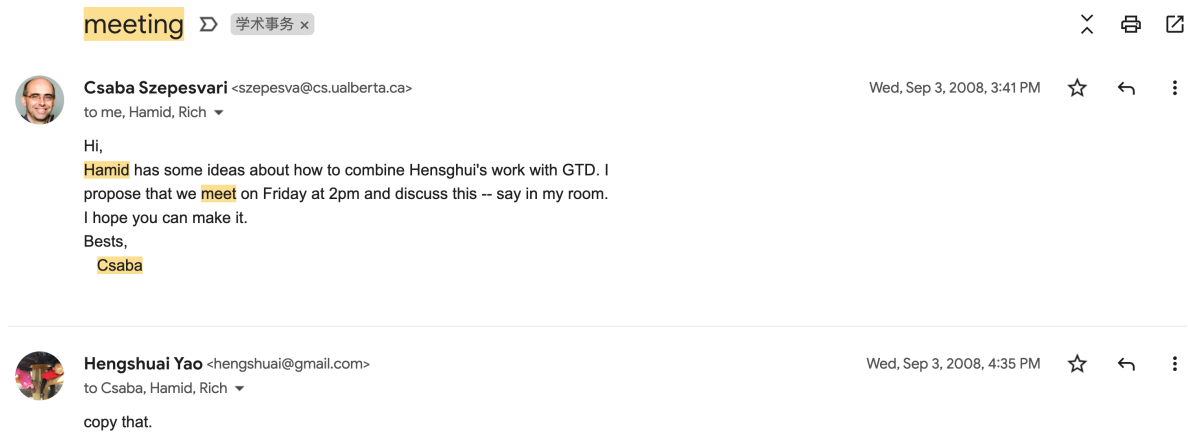 meeting 学术事务 ×
Csaba Szepesvari <szepesva@cs.ualberta.ca> Wed, Sep 3, 2008, 3:41 PM
to me, Hamid, Rich
Hi,
Hamid has some ideas about how to combine Hensghui's work with GTD. I
propose that we meet on Friday at 2pm and discuss this -- say in my room.
I hope you can make it.
Bests,
Csaba
Hengshuai Yao <hengshuai@gmail.com> Wed, Sep 3, 2008, 4:35 PM
to Csaba, Hamid, Rich
copy that.